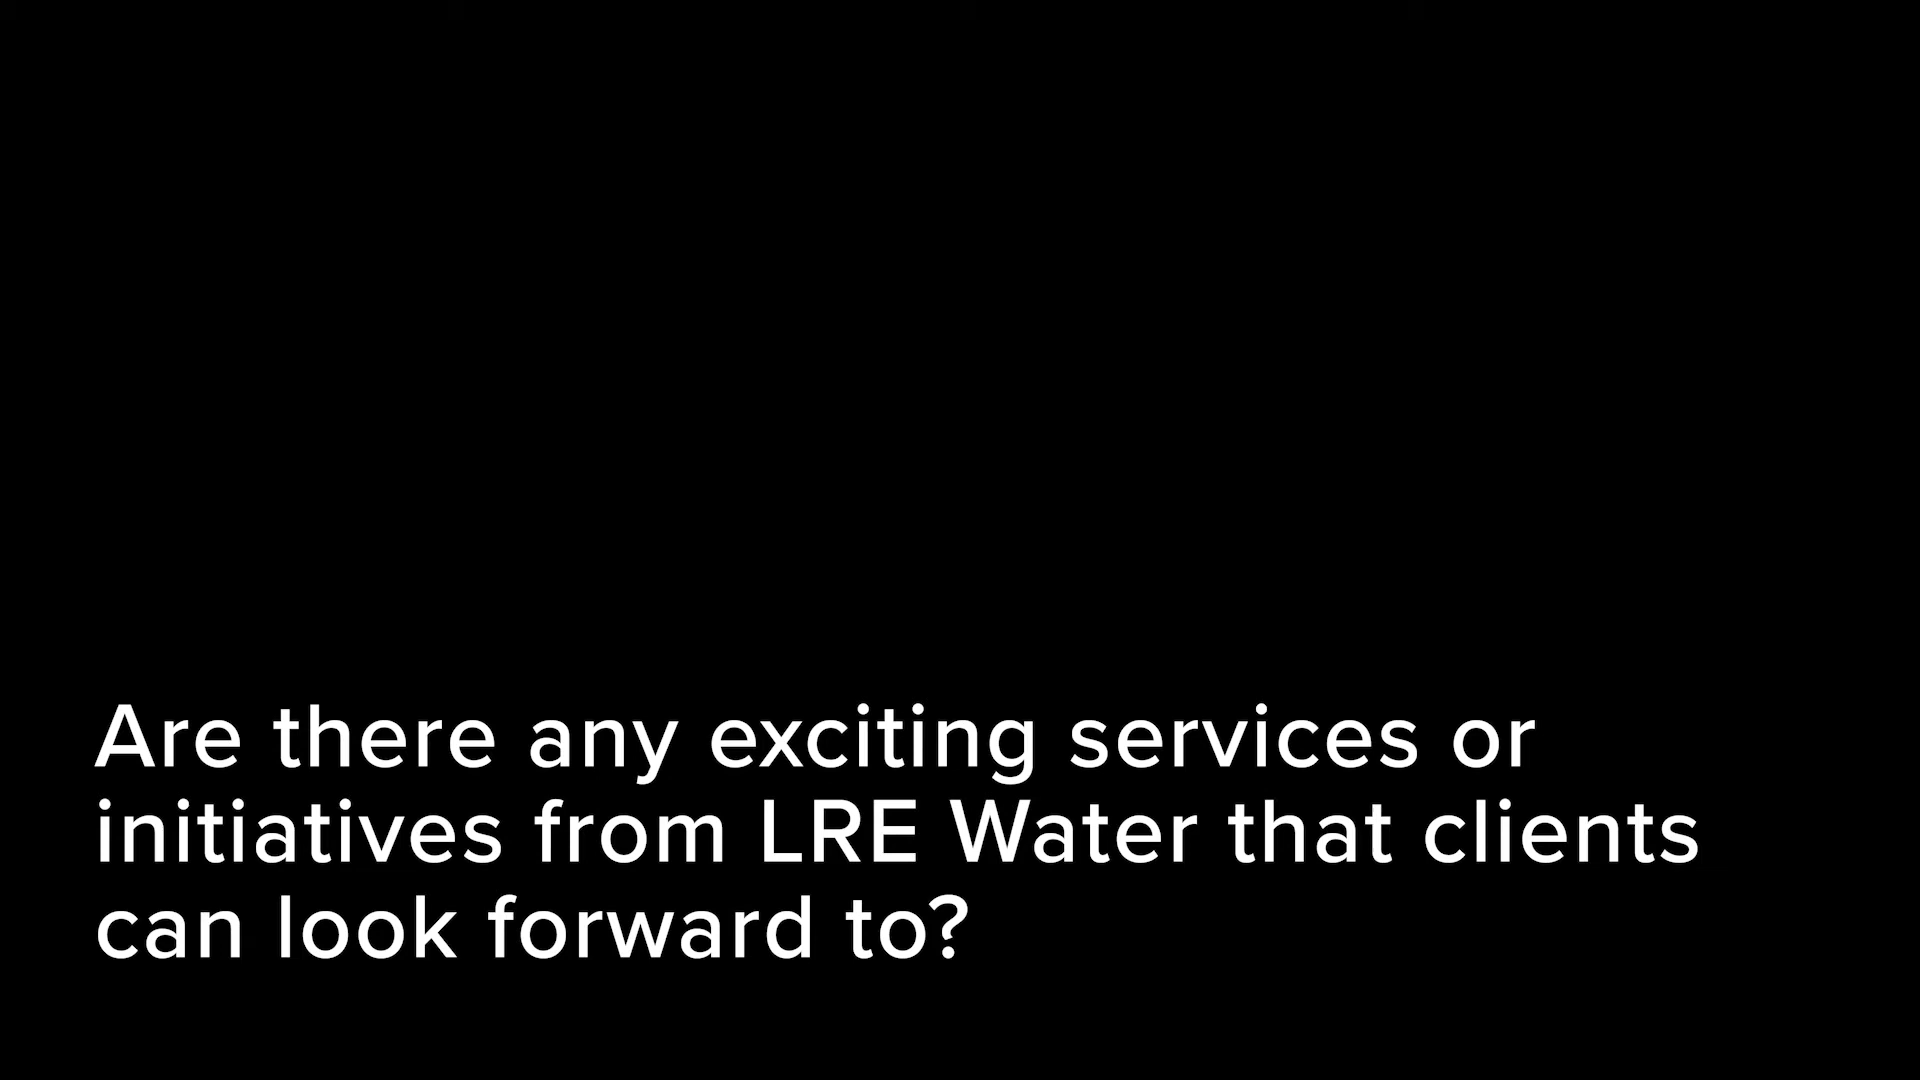 Are there any exciting services or
initiatives from LRE Water that clients
can look forward to?